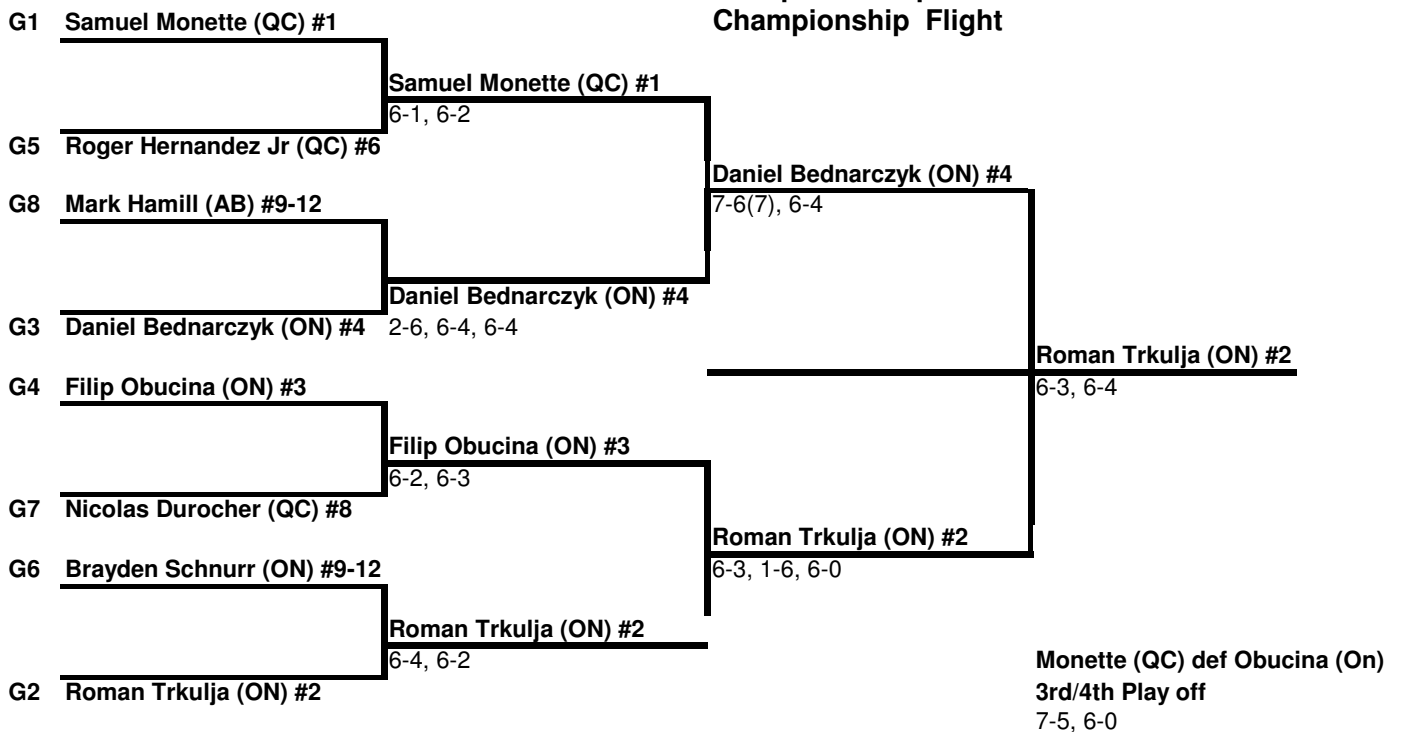 Championship Flight
G1 Samuel Monette (QC) #1
Samuel Monette (QC) #1
6-1, 6-2
G5 Roger Hernandez Jr (QC) #6
Daniel Bednarczyk (ON) #4
7-6(7), 6-4
G8 Mark Hamill (AB) #9-12
Daniel Bednarczyk (ON) #4
G3 Daniel Bednarczyk (ON) #4 2-6, 6-4, 6-4
Roman Trkulja (ON) #2
6-3, 6-4
G4 Filip Obucina (ON) #3
Filip Obucina (ON) #3
6-2, 6-3
G7 Nicolas Durocher (QC) #8
Roman Trkulja (ON) #2
6-3, 1-6, 6-0
G6 Brayden Schnurr (ON) #9-12
Roman Trkulja (ON) #2
6-4, 6-2
G2 Roman Trkulja (ON) #2
Monette (QC) def Obucina (On)
3rd/4th Play off
7-5, 6-0